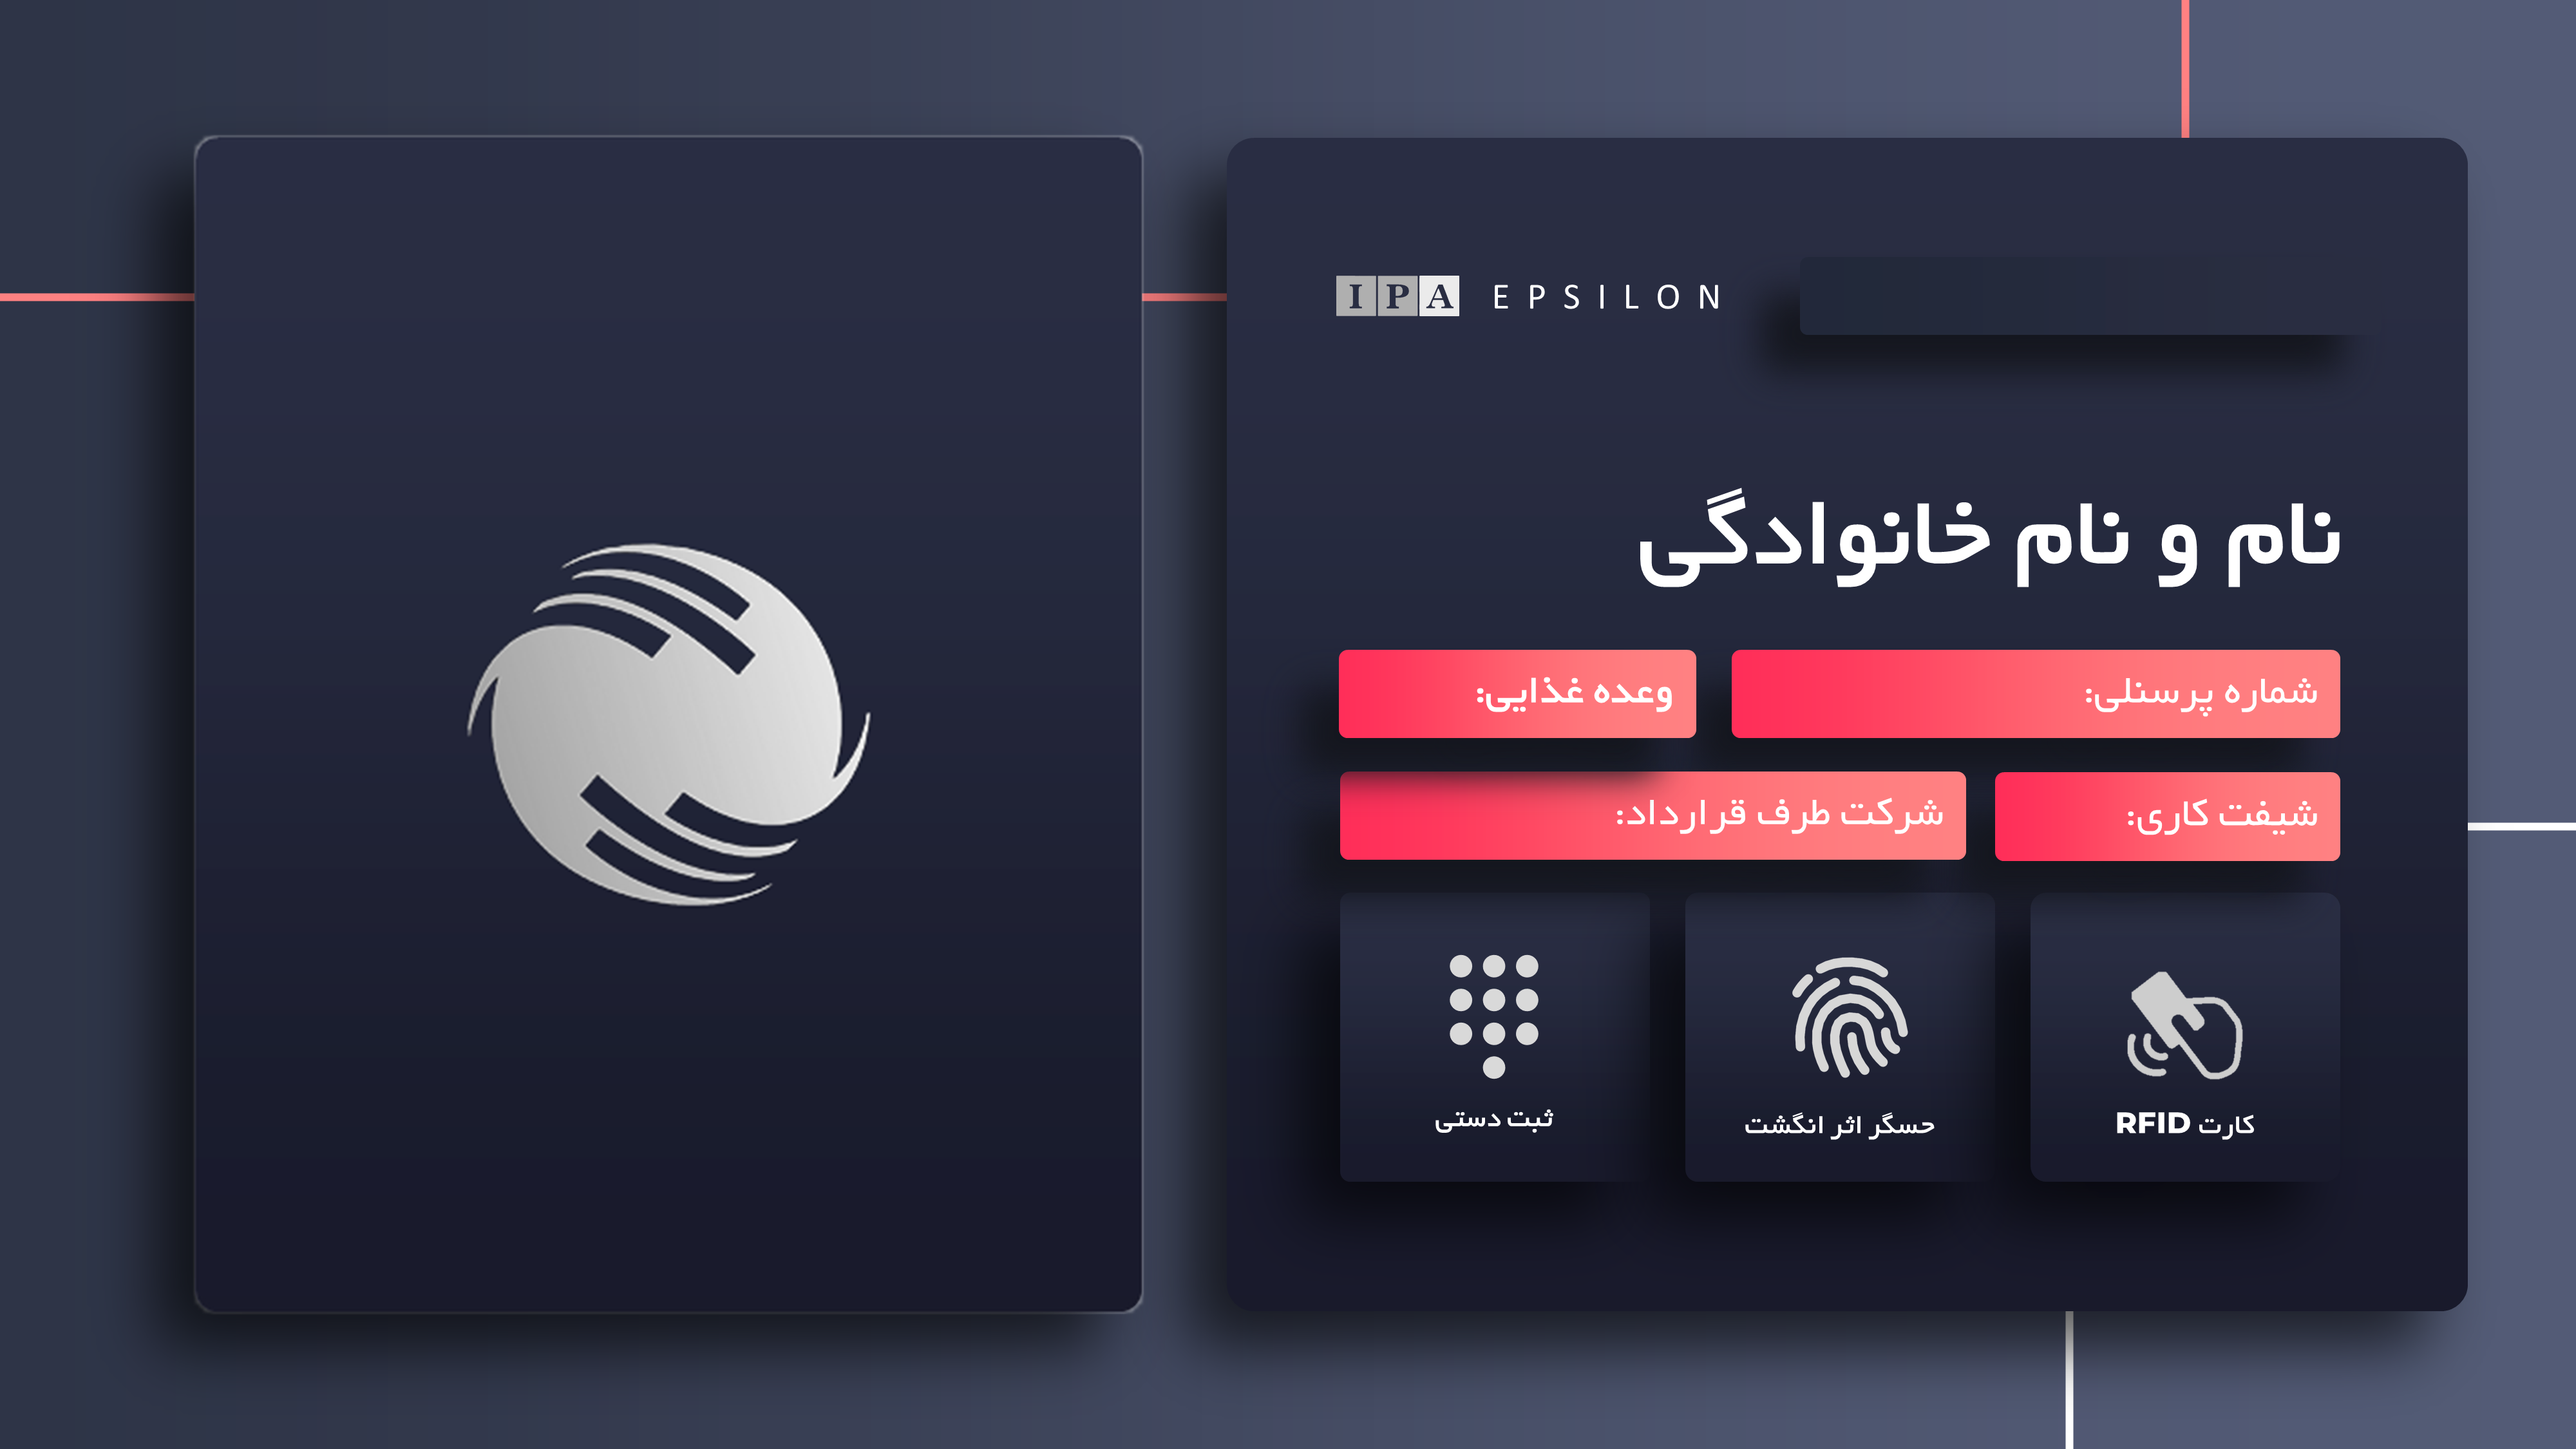 IPA EPSILON
نام و نام خانوادگی
شماره پرسنلی:
وعده غذایی:
شیفت کاری:
شرکت طرف قرارداد:
کارت RFID
حسگر اثر انگشت
ثبت دستی